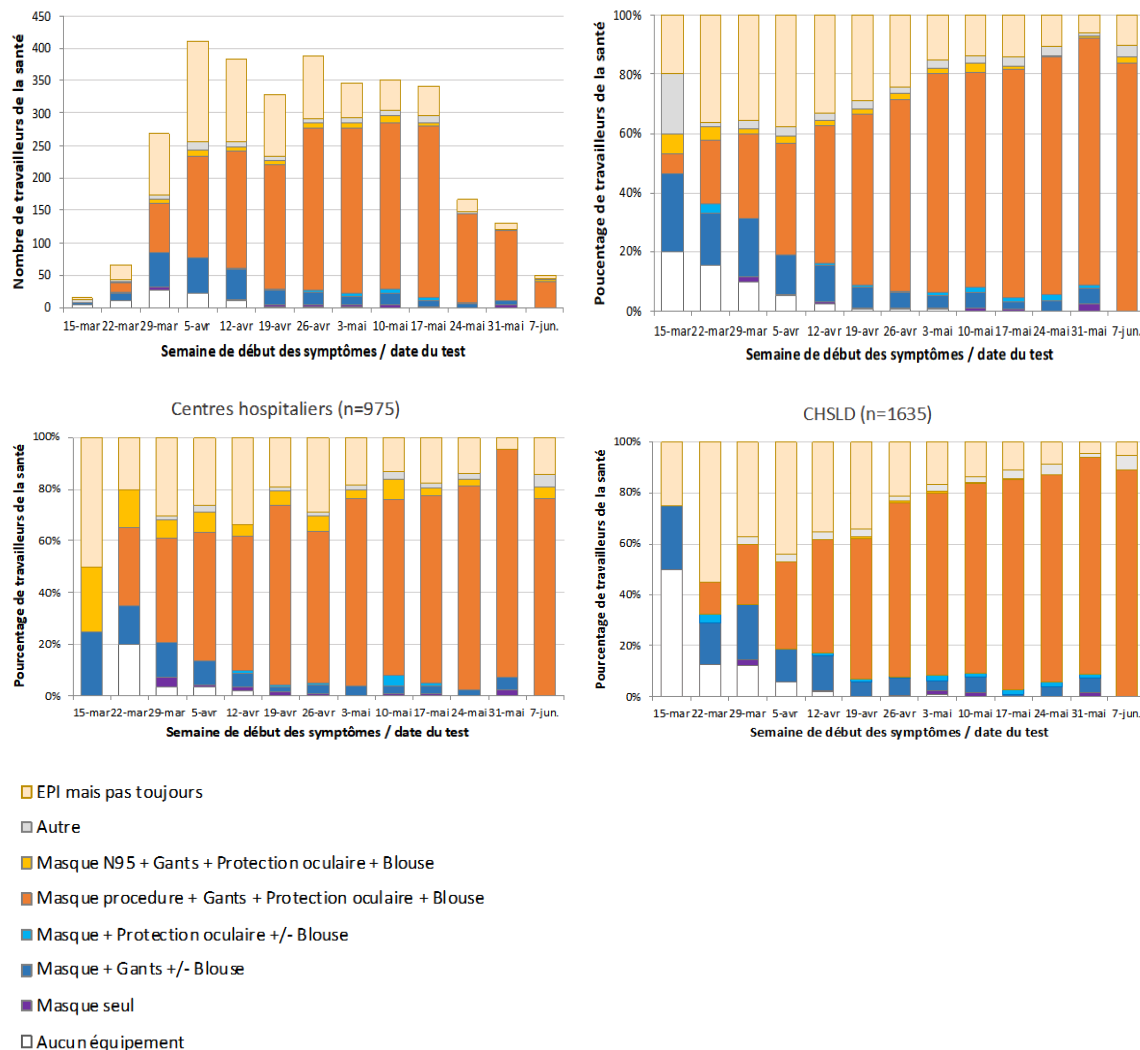 Nombre de travailleurs de la santé
450
400
350
300
250
200
150
100
50
0
15-mar 22-mar 29-mar 5-avr 12-avr 19-avr 26-avr 3-mai 10-mai 17-mai 24-mai 31-mai 7-jun.
Semaine de début des symptômes / date du test
Poucentage de travailleurs de la santé
100%
80%
60%
40%
20%
0%
15-mar 22-mar 29-mar 5-avr 12-avr 19-avr 26-avr 3-mai 10-mai 17-mai 24-mai 31-mai 7-jun.
Semaine de début des symptômes / date du test
Centres hospitaliers (n=975)
Pourcentage de travailleurs de la santé
100%
80%
60%
40%
20%
0%
15-mar 22-mar 29-mar 5-avr 12-avr 19-avr 26-avr 3-mai 10-mai 17-mai 24-mai 31-mai 7-jun.
Semaine de début des symptômes / date du test
CHSLD (n=1635)
Pourcentage de travailleurs de la santé
100%
80%
60%
40%
20%
0%
15-mar 22-mar 29-mar 5-avr 12-avr 19-avr 26-avr 3-mai 10-mai 17-mai 24-mai 31-mai 7-jun.
Semaine de début des symptômes / date du test
EPI mais pas toujours
Autre
Masque N95 + Gants + Protection oculaire + Blouse
Masque procedure + Gants + Protection oculaire + Blouse
Masque + Protection oculaire +/- Blouse
Masque + Gants +/- Blouse
Masque seul
Aucun équipement